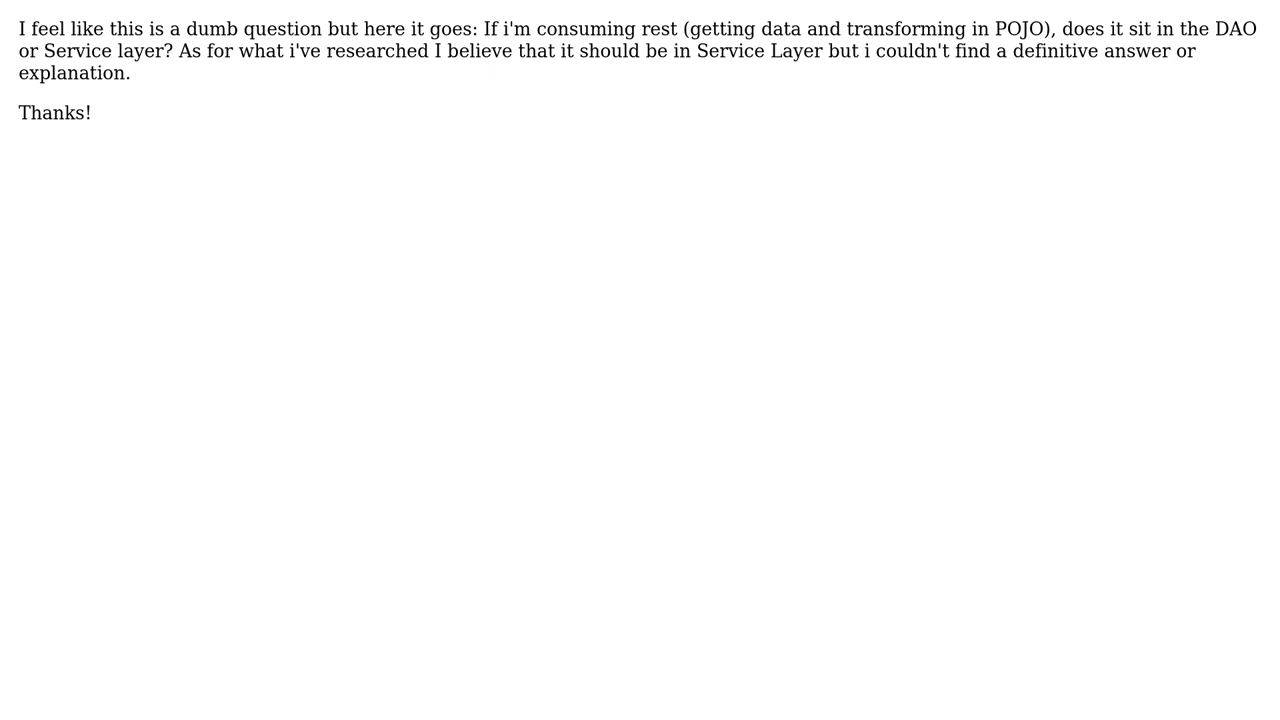 I feel like this is a dumb question but here it goes: If i'm consuming rest (getting data and transforming in POJO), does it sit in the DAO
or Service layer? As for what i've researched I believe that it should be in Service Layer but i couldn't find a definitive answer or
explanation.
Thanks!